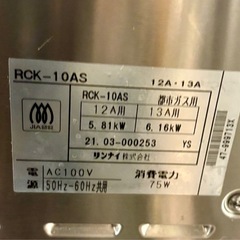 RCK-10AS
12A・13A
RCK-10AS 都市ガス用
12A用 13A用
5.81kW 6.16kW
21.03-000253 YS
リンナイ株式会社
電源 AC100V 消費電力
50Hz-60Hz共用 75W